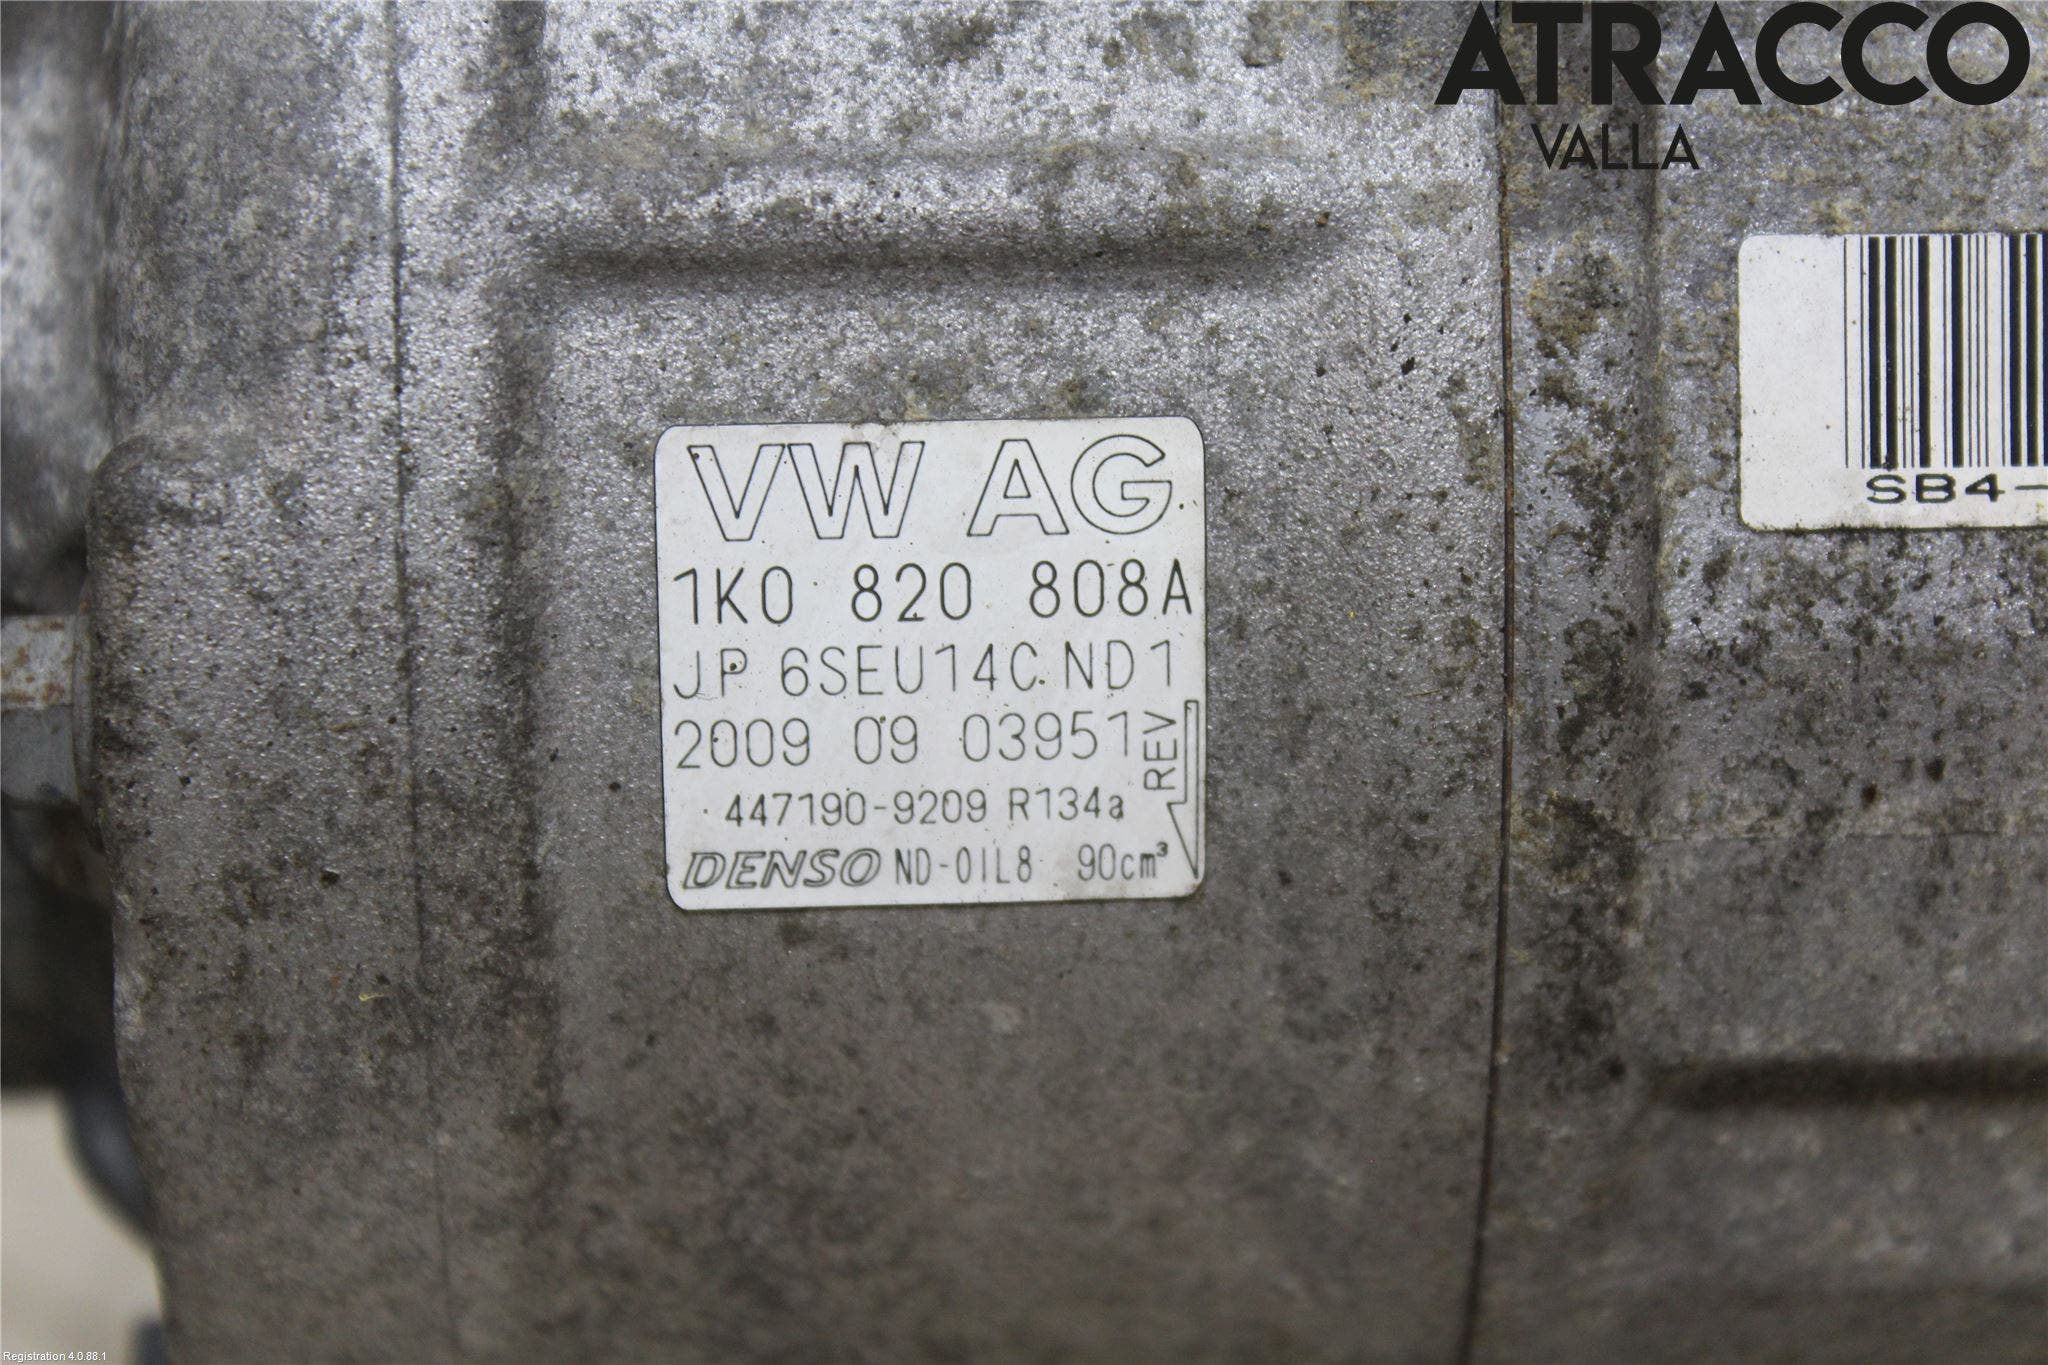 ATRACCO
VALLA
SB4-
VW AG
1K0 820 808A
JP 6SEU14C ND1
2009 09 03951
REV
447190-9209 R134a
DENSO ND-OIL8 90cm³
Registration 4.0.88.1